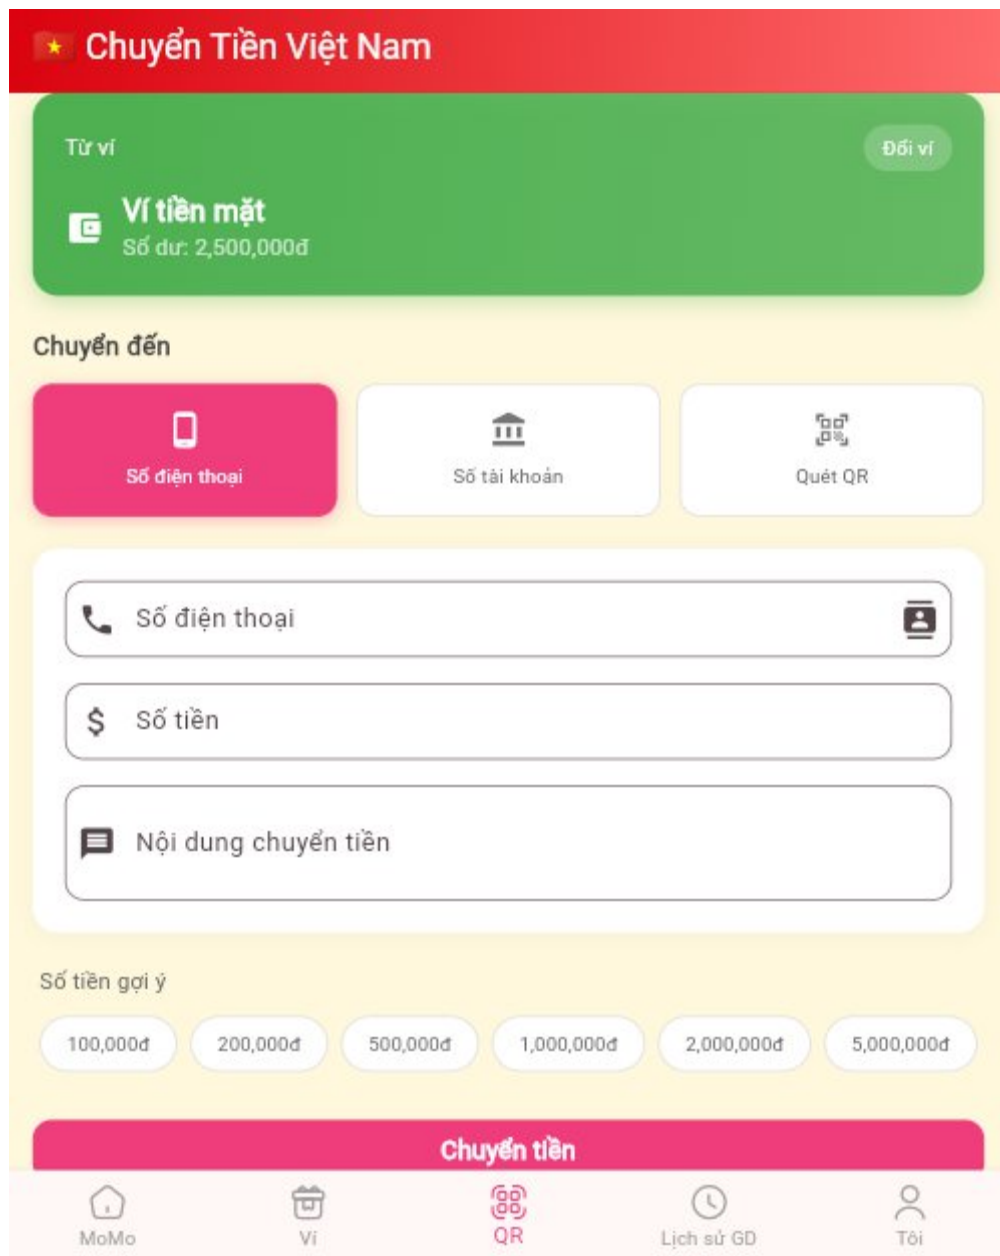 Chuyển Tiền Việt Nam
Từ ví
Đổi ví
Ví tiền mặt
Số dư: 2,500,000đ
Chuyển đến
Số điện thoại
Số tài khoản
Quét QR
Số điện thoại
$ Số tiền
Nội dung chuyển tiền
Số tiền gợi ý
100,000đ 200,000đ 500,000đ 1,000,000đ 2,000,000đ 5,000,000đ
Chuyển tiền
MoMo Ví QR Lịch sử GD Tôi